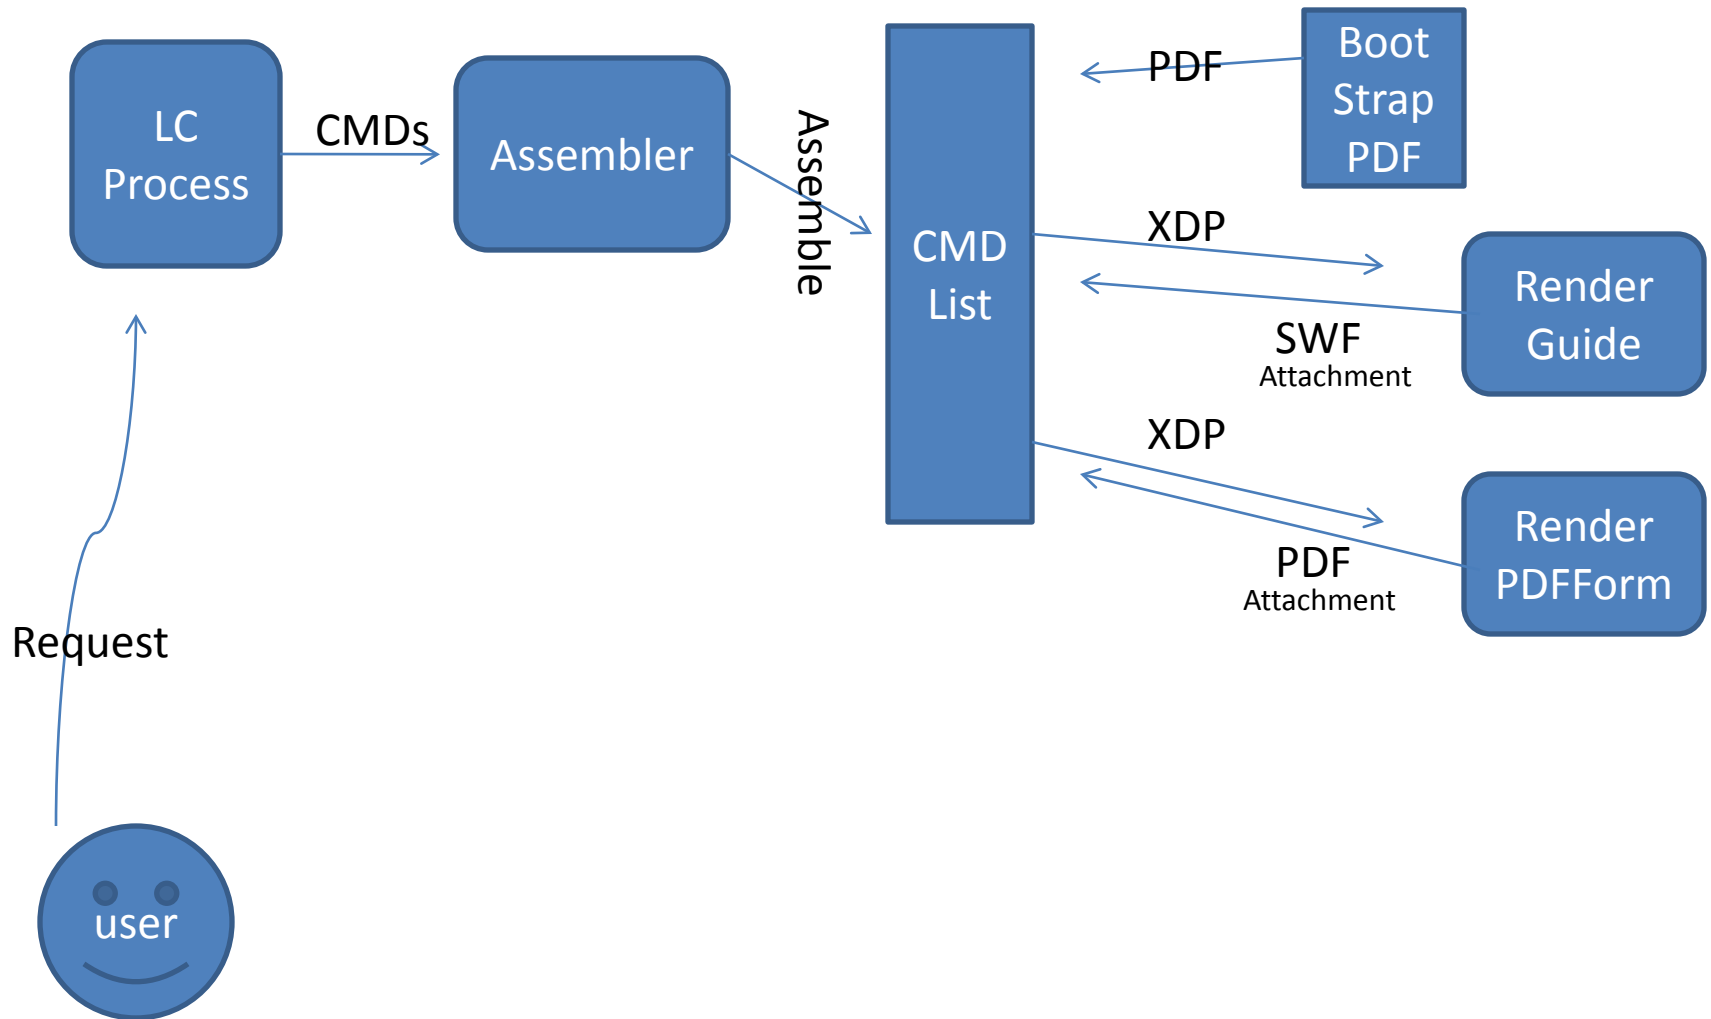 LC
Process
CMDs
Assembler
Assemble
CMD
List
PDF
Boot
Strap
PDF
XDP
Render
Guide
SWF
Attachment
XDP
Render
PDFForm
PDF
Attachment
Request
user